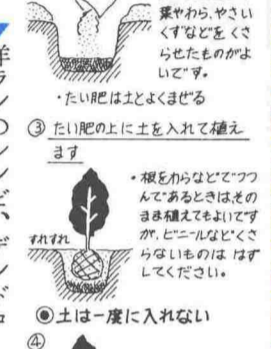 葉やわら、やさい
くずなどをくさ
らせたものがよ
いです。
・たい肥は土とよくまぜる
③ たい肥の上に土を入れて植え
ます
・根をわらなどでつつ
んであるときは、その
まま植えてもよいです
が、ビニールなどくさ
らないものははず
してください。
すれすれ
◉土は一度に入れない
④